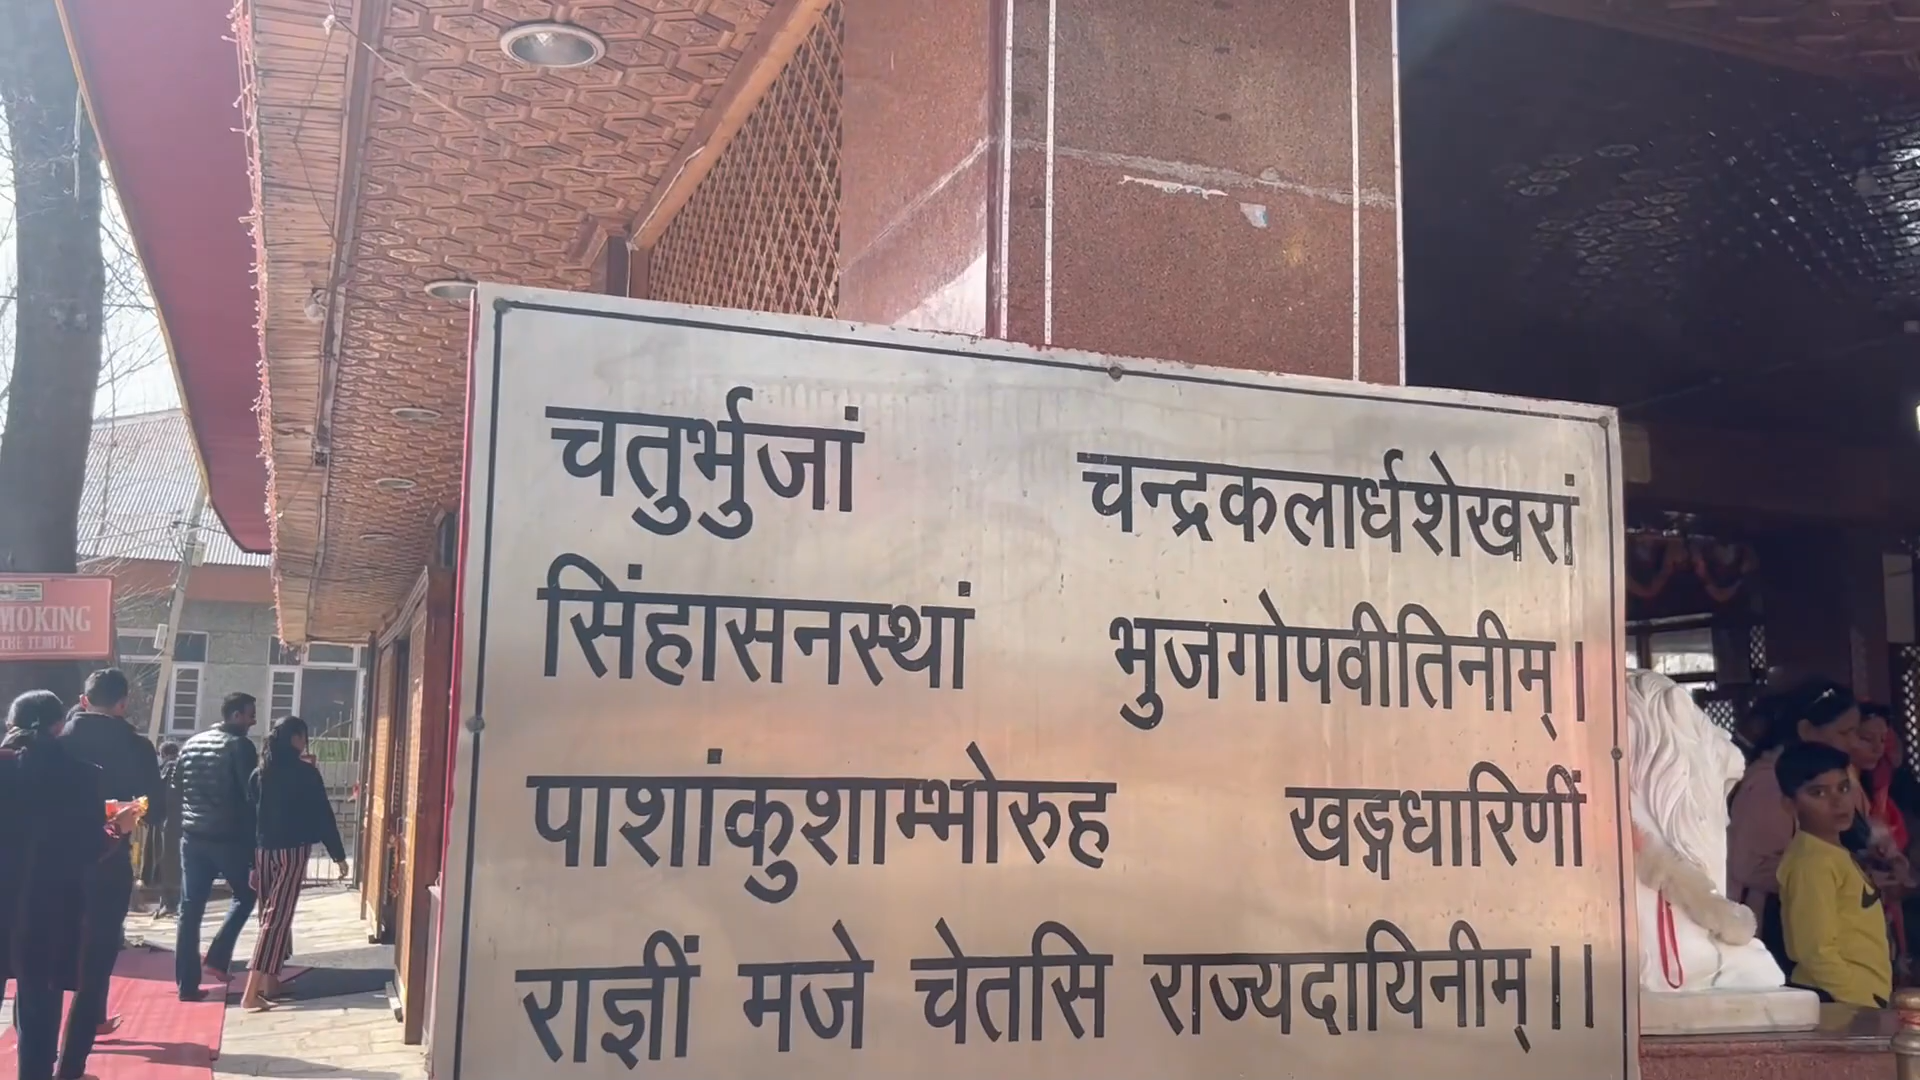 MOKING
THE TEMPLE
चतुर्भुजां चन्द्रकलार्धशेखरां
सिंहासनस्थां भुजगोपवीतिनीम्।
पाशांकुशाम्भोरुह खड्गधारिणीं
राज्ञीं मजे चेतसि राज्यदायिनीम्।।